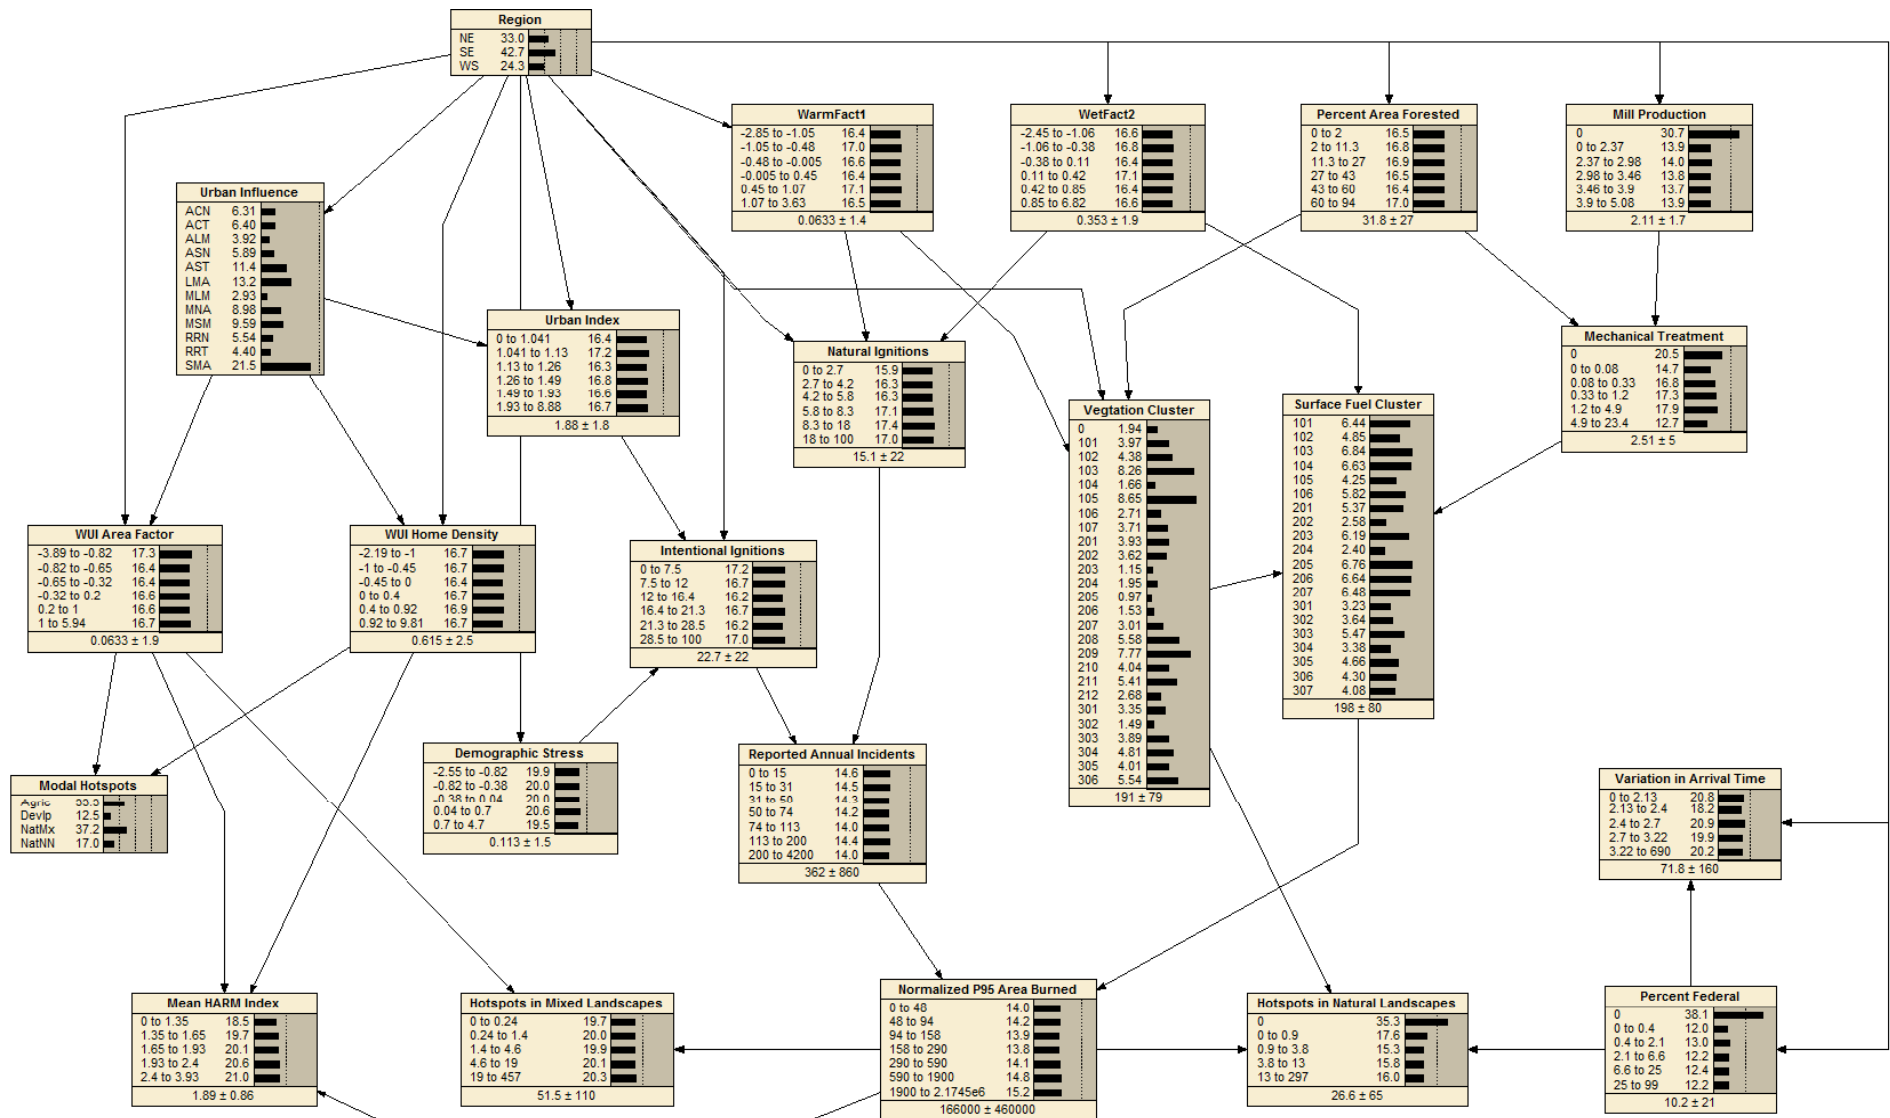 Region
NE 33.0
SE 42.7
WS 24.3
WarmFact1
-2.85 to -1.05 16.4
-1.05 to -0.48 17.0
-0.48 to -0.005 16.6
-0.005 to 0.45 16.4
0.45 to 1.07 17.1
1.07 to 3.63 16.5
0.0633 ± 1.4
WetFact2
-2.45 to -1.06 16.6
-1.06 to -0.38 16.8
-0.38 to 0.11 16.4
0.11 to 0.42 17.1
0.42 to 0.85 16.4
0.85 to 6.82 16.6
0.353 ± 1.9
Percent Area Forested
0 to 2 16.5
2 to 11.3 16.8
11.3 to 27 16.9
27 to 43 16.5
43 to 60 16.4
60 to 94 17.0
31.8 ± 27
Mill Production
0 30.7
0 to 2.37 13.9
2.37 to 2.98 14.0
2.98 to 3.46 13.8
3.46 to 3.9 13.7
3.9 to 5.08 13.9
2.11 ± 1.7
Urban Influence
ACN 6.31
ACT 6.40
ALM 3.92
ASN 5.89
AST 11.4
LMA 13.2
MLM 2.93
MNA 8.98
MSM 9.59
RRN 5.54
RRT 4.40
SMA 21.5
Urban Index
0 to 1.041 16.4
1.041 to 1.13 17.2
1.13 to 1.26 16.3
1.26 to 1.49 16.8
1.49 to 1.93 16.6
1.93 to 8.88 16.7
1.88 ± 1.8
Natural Ignitions
0 to 2.7 15.9
2.7 to 4.2 16.3
4.2 to 5.8 16.3
5.8 to 8.3 17.1
8.3 to 18 17.4
18 to 100 17.0
15.1 ± 22
Mechanical Treatment
0 20.5
0 to 0.08 14.7
0.08 to 0.33 16.8
0.33 to 1.2 17.3
1.2 to 4.9 17.9
4.9 to 23.4 12.7
2.51 ± 5
Vegtation Cluster
0 1.94
101 3.97
102 4.38
103 8.26
104 1.66
105 8.65
106 2.71
107 3.71
201 3.93
202 3.62
203 1.15
204 1.95
205 0.97
206 1.53
207 3.01
208 5.58
209 7.77
210 4.04
211 5.41
212 2.68
301 3.35
302 1.49
303 3.89
304 4.81
305 4.01
306 5.54
191 ± 79
Surface Fuel Cluster
101 6.44
102 4.85
103 6.84
104 6.63
105 4.25
106 5.82
201 5.37
202 2.58
203 6.19
204 2.40
205 6.76
206 6.64
207 6.48
301 3.23
302 3.64
303 5.47
304 3.38
305 4.66
306 4.30
307 4.08
198 ± 80
WUI Area Factor
-3.89 to -0.82 17.3
-0.82 to -0.65 16.4
-0.65 to -0.32 16.4
-0.32 to 0.2 16.6
0.2 to 1 16.6
1 to 5.94 16.7
0.0633 ± 1.9
WUI Home Density
-2.19 to -1 16.7
-1 to -0.45 16.7
-0.45 to 0 16.4
0 to 0.4 16.7
0.4 to 0.92 16.9
0.92 to 9.81 16.7
0.615 ± 2.5
Intentional Ignitions
0 to 7.5 17.2
7.5 to 12 16.7
12 to 16.4 16.2
16.4 to 21.3 16.7
21.3 to 28.5 16.2
28.5 to 100 17.0
22.7 ± 22
Demographic Stress
-2.55 to -0.82 19.9
-0.82 to -0.38 20.0
-0.38 to 0.04 20.0
0.04 to 0.7 20.6
0.7 to 4.7 19.5
0.113 ± 1.5
Reported Annual Incidents
0 to 15 14.6
15 to 31 14.5
31 to 50 14.3
50 to 74 14.2
74 to 113 14.0
113 to 200 14.4
200 to 4200 14.0
362 ± 860
Modal Hotspots
Agric 33.3
Devlp 12.5
NatMx 37.2
NatNN 17.0
Variation in Arrival Time
0 to 2.13 20.8
2.13 to 2.4 18.2
2.4 to 2.7 20.9
2.7 to 3.22 19.9
3.22 to 690 20.2
71.8 ± 160
Mean HARM Index
0 to 1.35 18.5
1.35 to 1.65 19.7
1.65 to 1.93 20.1
1.93 to 2.4 20.6
2.4 to 3.93 21.0
1.89 ± 0.86
Hotspots in Mixed Landscapes
0 to 0.24 19.7
0.24 to 1.4 20.0
1.4 to 4.6 19.9
4.6 to 19 20.1
19 to 457 20.3
51.5 ± 110
Normalized P95 Area Burned
0 to 48 14.0
48 to 94 14.2
94 to 158 13.9
158 to 290 13.8
290 to 590 14.1
590 to 1900 14.8
1900 to 2.1745e6 15.2
166000 ± 460000
Hotspots in Natural Landscapes
0 35.3
0 to 0.9 17.6
0.9 to 3.8 15.3
3.8 to 13 15.8
13 to 297 16.0
26.6 ± 65
Percent Federal
0 38.1
0 to 0.4 12.0
0.4 to 2.1 13.0
2.1 to 6.6 12.2
6.6 to 25 12.4
25 to 99 12.2
10.2 ± 21